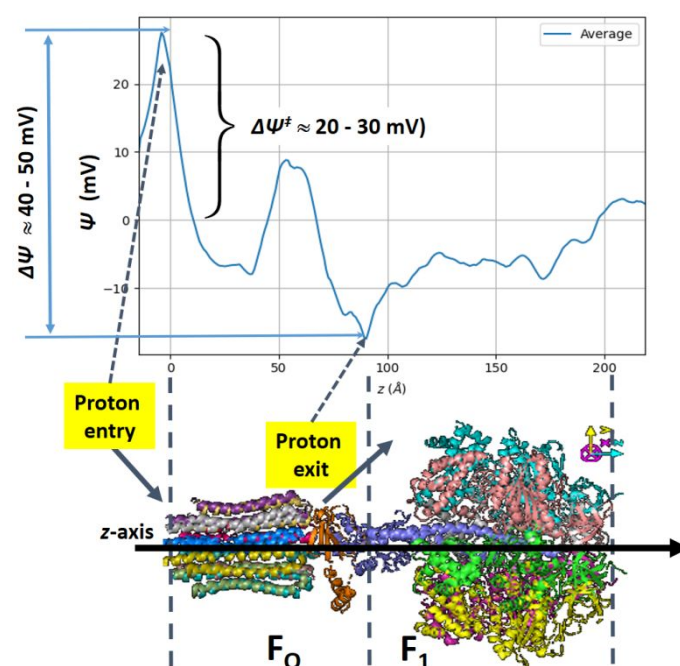 Average
20
10
0
−10
Ψ (mV)
ΔΨ ≈ 40 - 50 mV)
ΔΨ‡ ≈ 20 - 30 mV)
0
50
100
150
200
z (Å)
Proton
entry
Proton
exit
z-axis
FO
F1